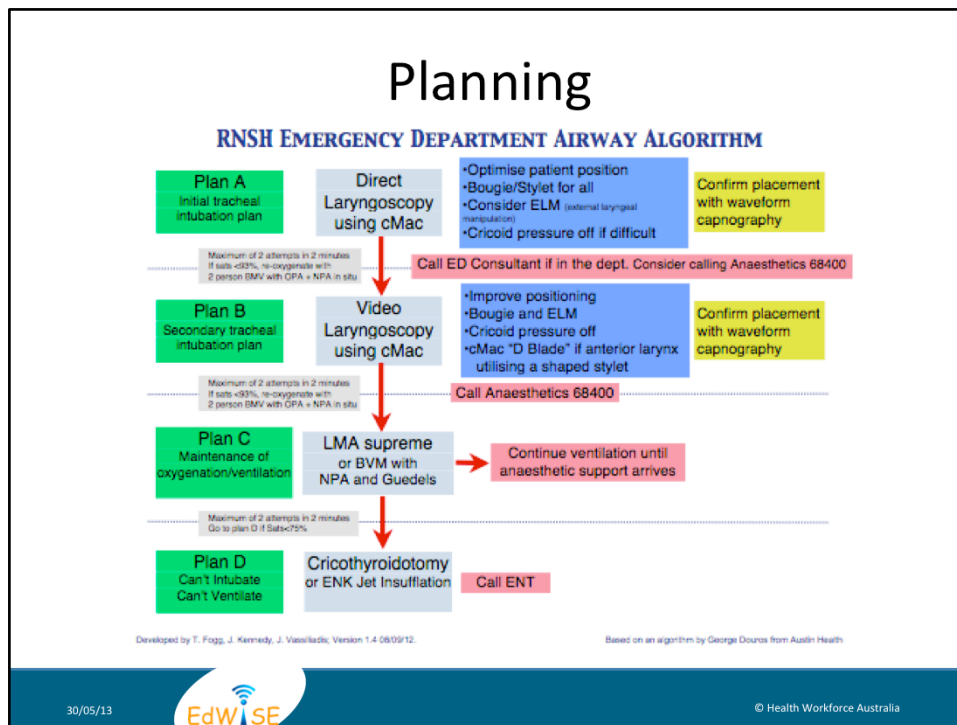 Planning
RNSH Emergency Department Airway Algorithm
Plan A
Initial tracheal
intubation plan
Direct
Laryngoscopy
using cMac
•Optimise patient position
•Bougie/Stylet for all
•Consider ELM (external laryngeal
manipulation)
•Cricoid pressure off if difficult
Confirm placement
with waveform
capnography
Maximum of 2 attempts in 2 minutes
If sats <93%, re-oxygenate with
2 person BMV with OPA + NPA in situ
Call ED Consultant if in the dept. Consider calling Anaesthetics 68400
Plan B
Secondary tracheal
intubation plan
Video
Laryngoscopy
using cMac
•Improve positioning
•Bougie and ELM
•Cricoid pressure off
•cMac “D Blade” if anterior larynx
utilising a shaped stylet
Confirm placement
with waveform
capnography
Maximum of 2 attempts in 2 minutes
If sats <93%, re-oxygenate with
2 person BMV with OPA + NPA in situ
Call Anaesthetics 68400
Plan C
Maintenance of
oxygenation/ventilation
LMA supreme
or BVM with
NPA and Guedels
Continue ventilation until
anaesthetic support arrives
Maximum of 2 attempts in 2 minutes
Go to plan D if Sats<75%
Plan D
Can't Intubate
Can't Ventilate
Cricothyroidotomy
or ENK Jet Insufflation
Call ENT
Developed by T. Fogg, J. Kennedy, J. Vassiliadis; Version 1.4 08/09/12.
Based on an algorithm by George Douros from Austin Health
30/05/13
EdWISE
© Health Workforce Australia